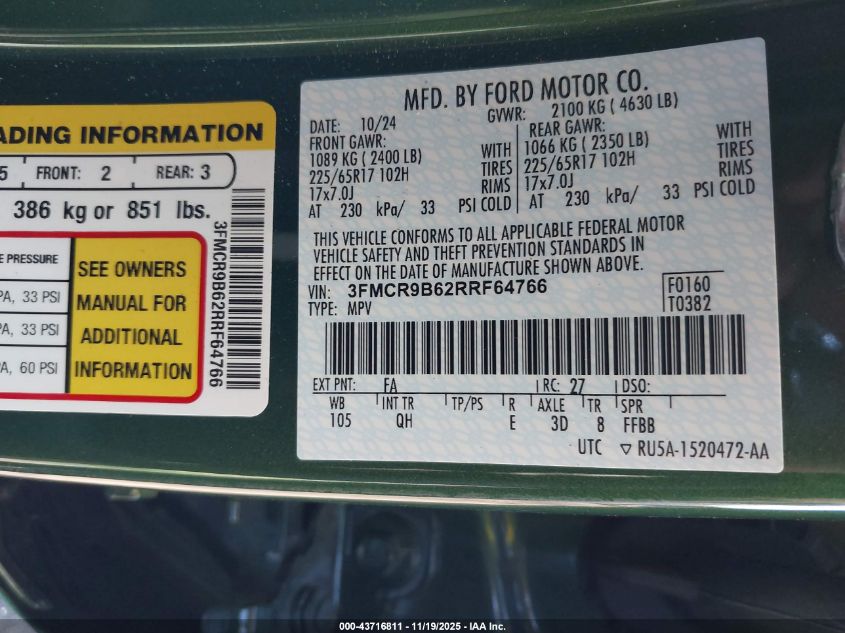 ADING INFORMATION
5 FRONT: 2 REAR: 3
386 kg or 851 lbs.
E PRESSURE
PA, 33 PSI
PA, 33 PSI
PA, 60 PSI
SEE OWNERS
MANUAL FOR
ADDITIONAL
INFORMATION
3FMCR9B62RRF64766
MFD. BY FORD MOTOR CO.
DATE: 10/24 GVWR: 2100 KG ( 4630 LB)
FRONT GAWR: REAR GAWR:
1089 KG (2400 LB) WITH 1066 KG ( 2350 LB) WITH
225/65R17 102H TIRES 225/65R17 102H TIRES
17x7.0J RIMS 17x7.0J RIMS
AT 230 kPa/ 33 PSI COLD AT 230 kPa/ 33 PSI COLD
THIS VEHICLE CONFORMS TO ALL APPLICABLE FEDERAL MOTOR
VEHICLE SAFETY AND THEFT PREVENTION STANDARDS IN
EFFECT ON THE DATE OF MANUFACTURE SHOWN ABOVE.
VIN: 3FMCR9B62RRF64766 F0160
TYPE: MPV T0382
EXT PNT: FA RC: 27 DSO:
WB INT TR TP/PS R AXLE TR SPR
105 QH E 3D 8 FFBB
UTC ▽ RU5A-1520472-AA
000-43716811 - 11/19/2025 - IAA Inc.